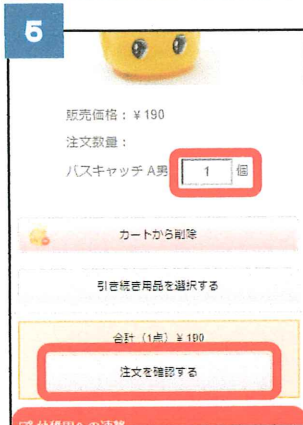 5
販売価格：¥190
注文数量：
バスキャッチ A男 1 個
カートから削除
引き続き用品を選択する
合計（1点）¥190
注文を確認する